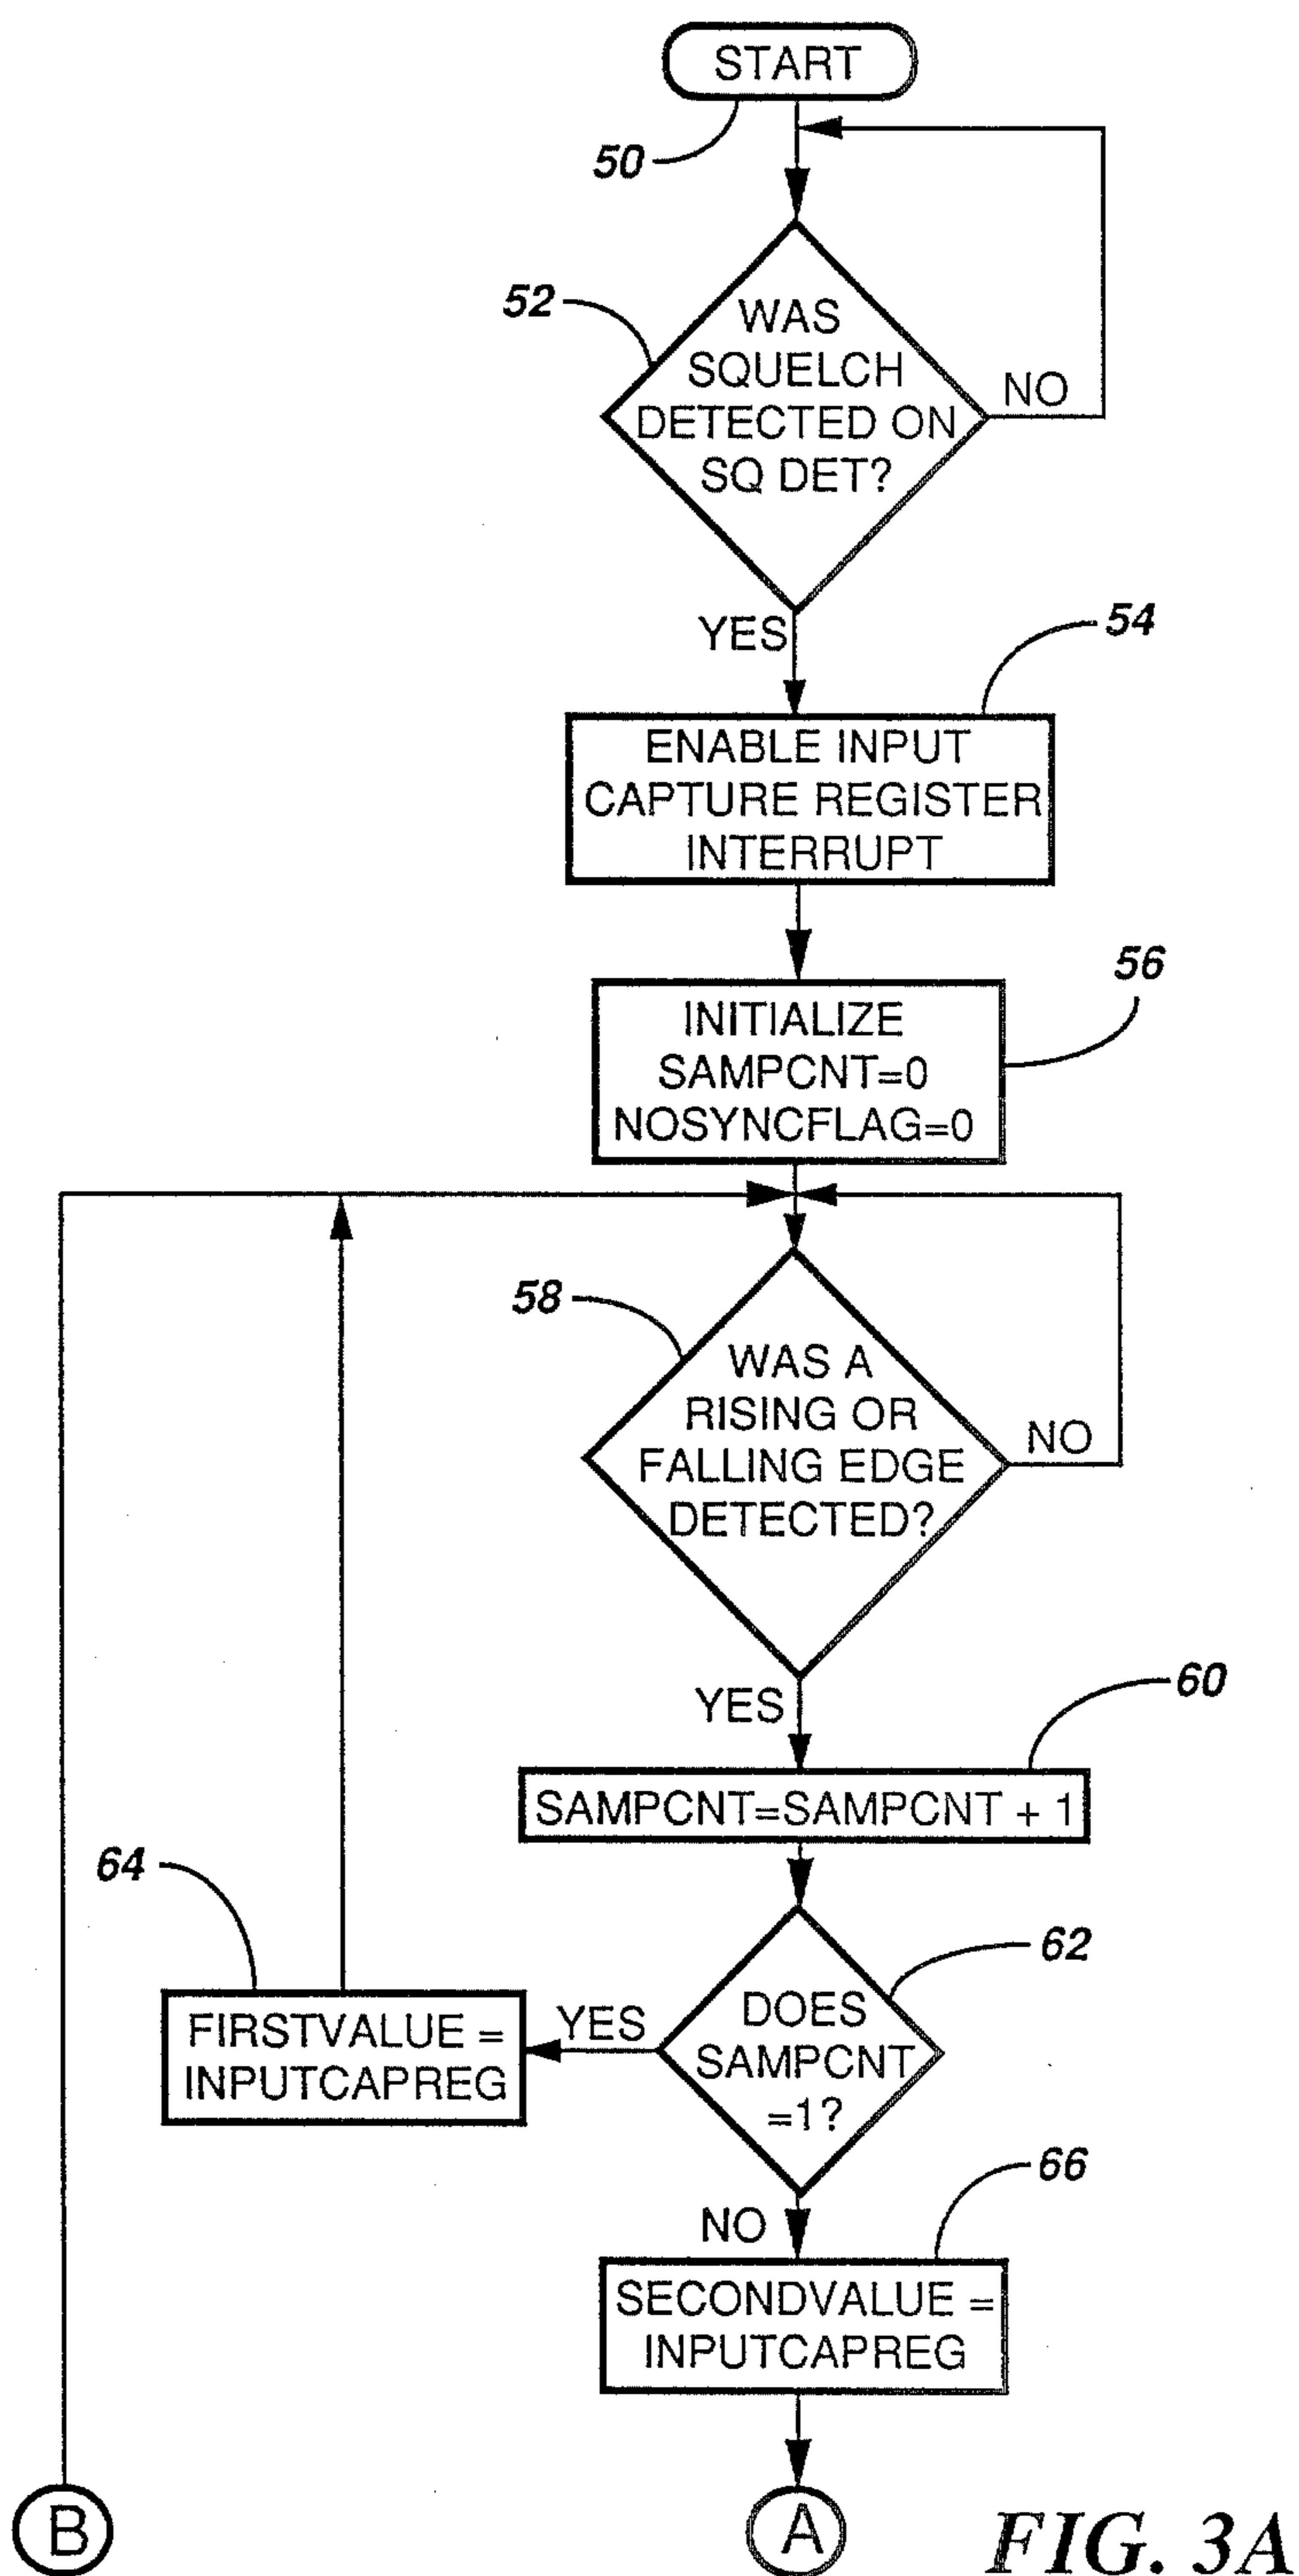 START
50
52
WAS
SQUELCH
DETECTED ON
SQ DET?
NO
YES
54
ENABLE INPUT
CAPTURE REGISTER
INTERRUPT
56
INITIALIZE
SAMPCNT=0
NOSYNCFLAG=0
58
WAS A
RISING OR
FALLING EDGE
DETECTED?
NO
YES
60
SAMPCNT=SAMPCNT + 1
64
62
FIRSTVALUE =
INPUTCAPREG
YES
DOES
SAMPCNT
=1?
66
NO
SECONDVALUE =
INPUTCAPREG
B
A
FIG. 3A